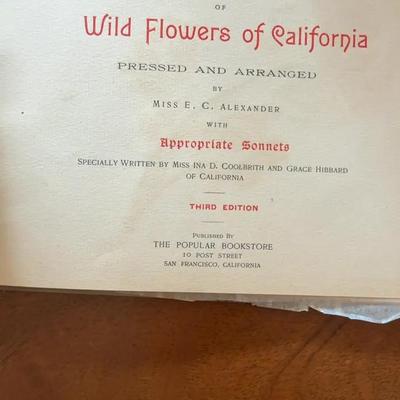 OF
Wild Flowers of California
PRESSED AND ARRANGED
BY
MISS E. C. ALEXANDER
WITH
Appropriate Sonnets
SPECIALLY WRITTEN BY MISS INA D. COOLBRITH AND GRACE HIBBARD
OF CALIFORNIA
THIRD EDITION
PUBLISHED BY
THE POPULAR BOOKSTORE
10 POST STREET
SAN FRANCISCO, CALIFORNIA